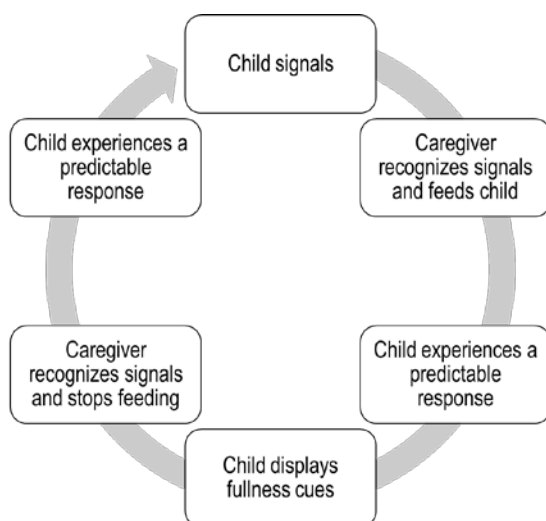 Child signals
Caregiver
recognizes signals
and feeds child
Child experiences a
predictable
response
Child displays
fullness cues
Caregiver
recognizes signals
and stops feeding
Child experiences a
predictable
response